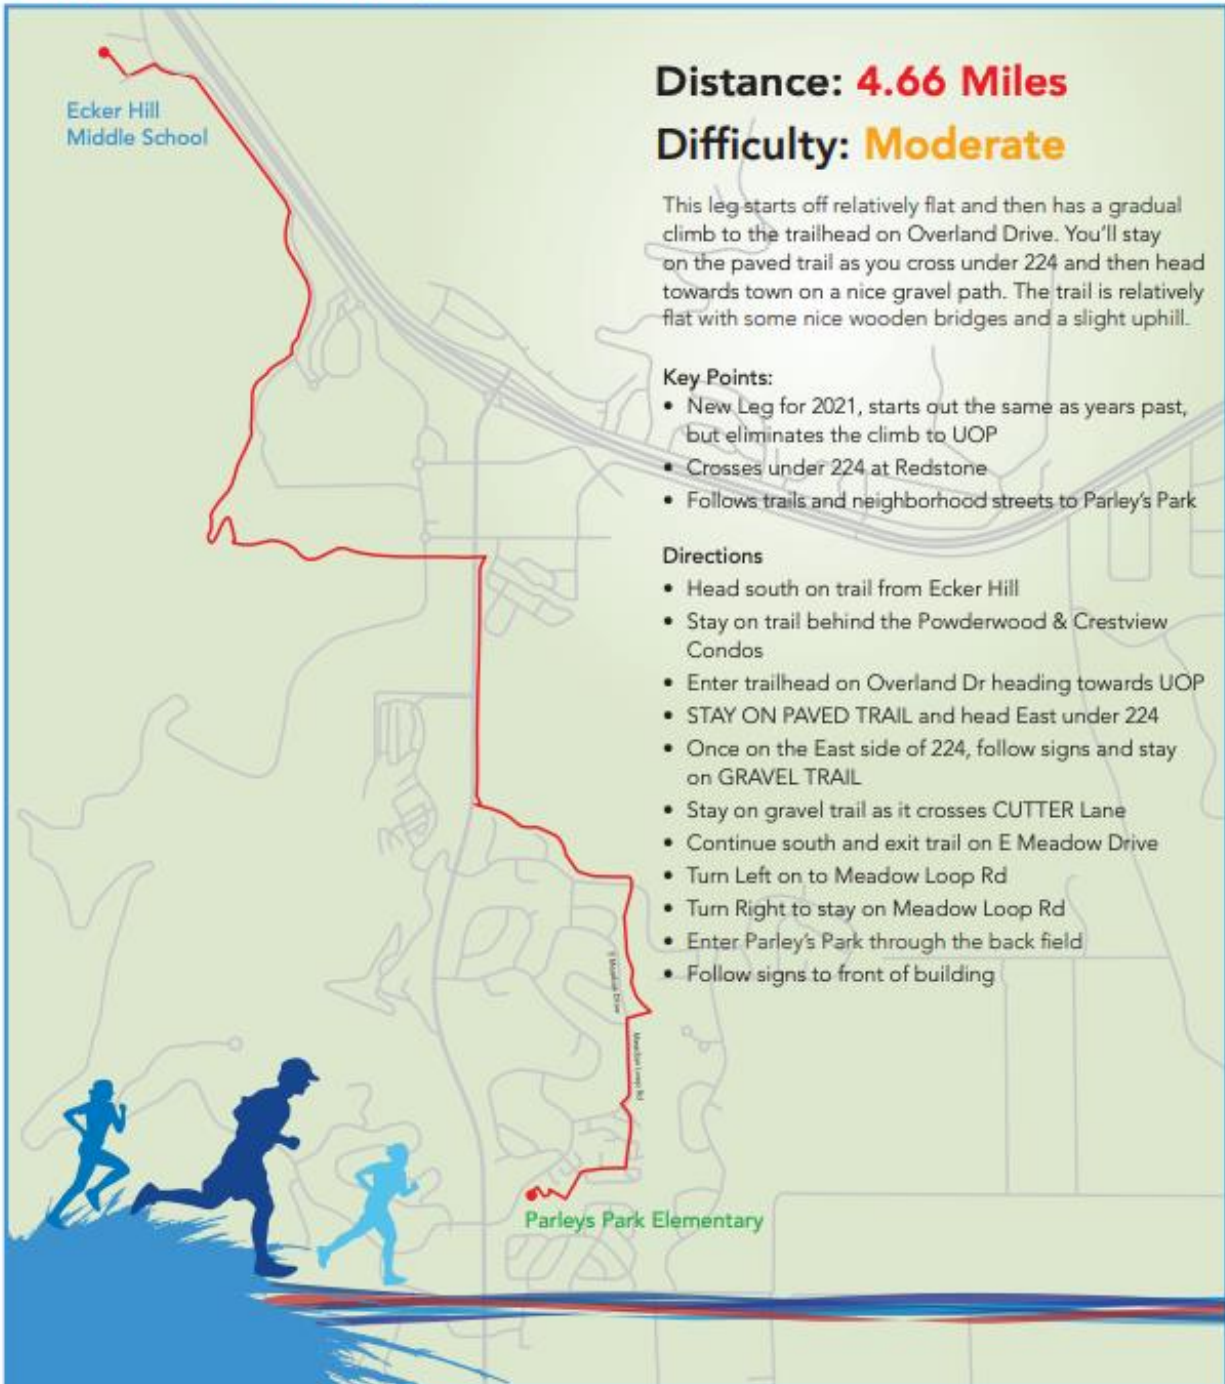 Ecker Hill
Middle School
Distance: 4.66 Miles
Difficulty: Moderate
This leg starts off relatively flat and then has a gradual
climb to the trailhead on Overland Drive. You'll stay
on the paved trail as you cross under 224 and then head
towards town on a nice gravel path. The trail is relatively
flat with some nice wooden bridges and a slight uphill.
Key Points:
• New Leg for 2021, starts out the same as years past,
but eliminates the climb to UOP
• Crosses under 224 at Redstone
• Follows trails and neighborhood streets to Parley's Park
Directions
• Head south on trail from Ecker Hill
• Stay on trail behind the Powderwood & Crestview
Condos
• Enter trailhead on Overland Dr heading towards UOP
• STAY ON PAVED TRAIL and head East under 224
• Once on the East side of 224, follow signs and stay
on GRAVEL TRAIL
• Stay on gravel trail as it crosses CUTTER Lane
• Continue south and exit trail on E Meadow Drive
• Turn Left on to Meadow Loop Rd
• Turn Right to stay on Meadow Loop Rd
• Enter Parley's Park through the back field
• Follow signs to front of building
E Meadow Drive
Meadow Loop Rd
Parleys Park Elementary